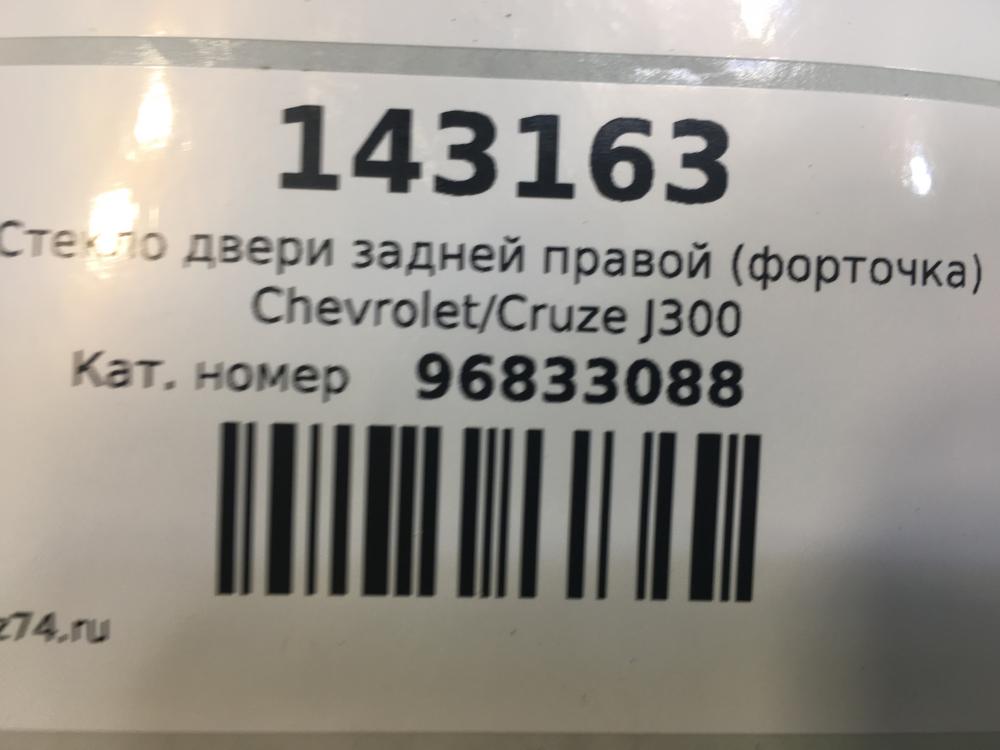 143163
Стекло двери задней правой (форточка)
Chevrolet/Cruze J300
Кат. номер 96833088
z74.ru